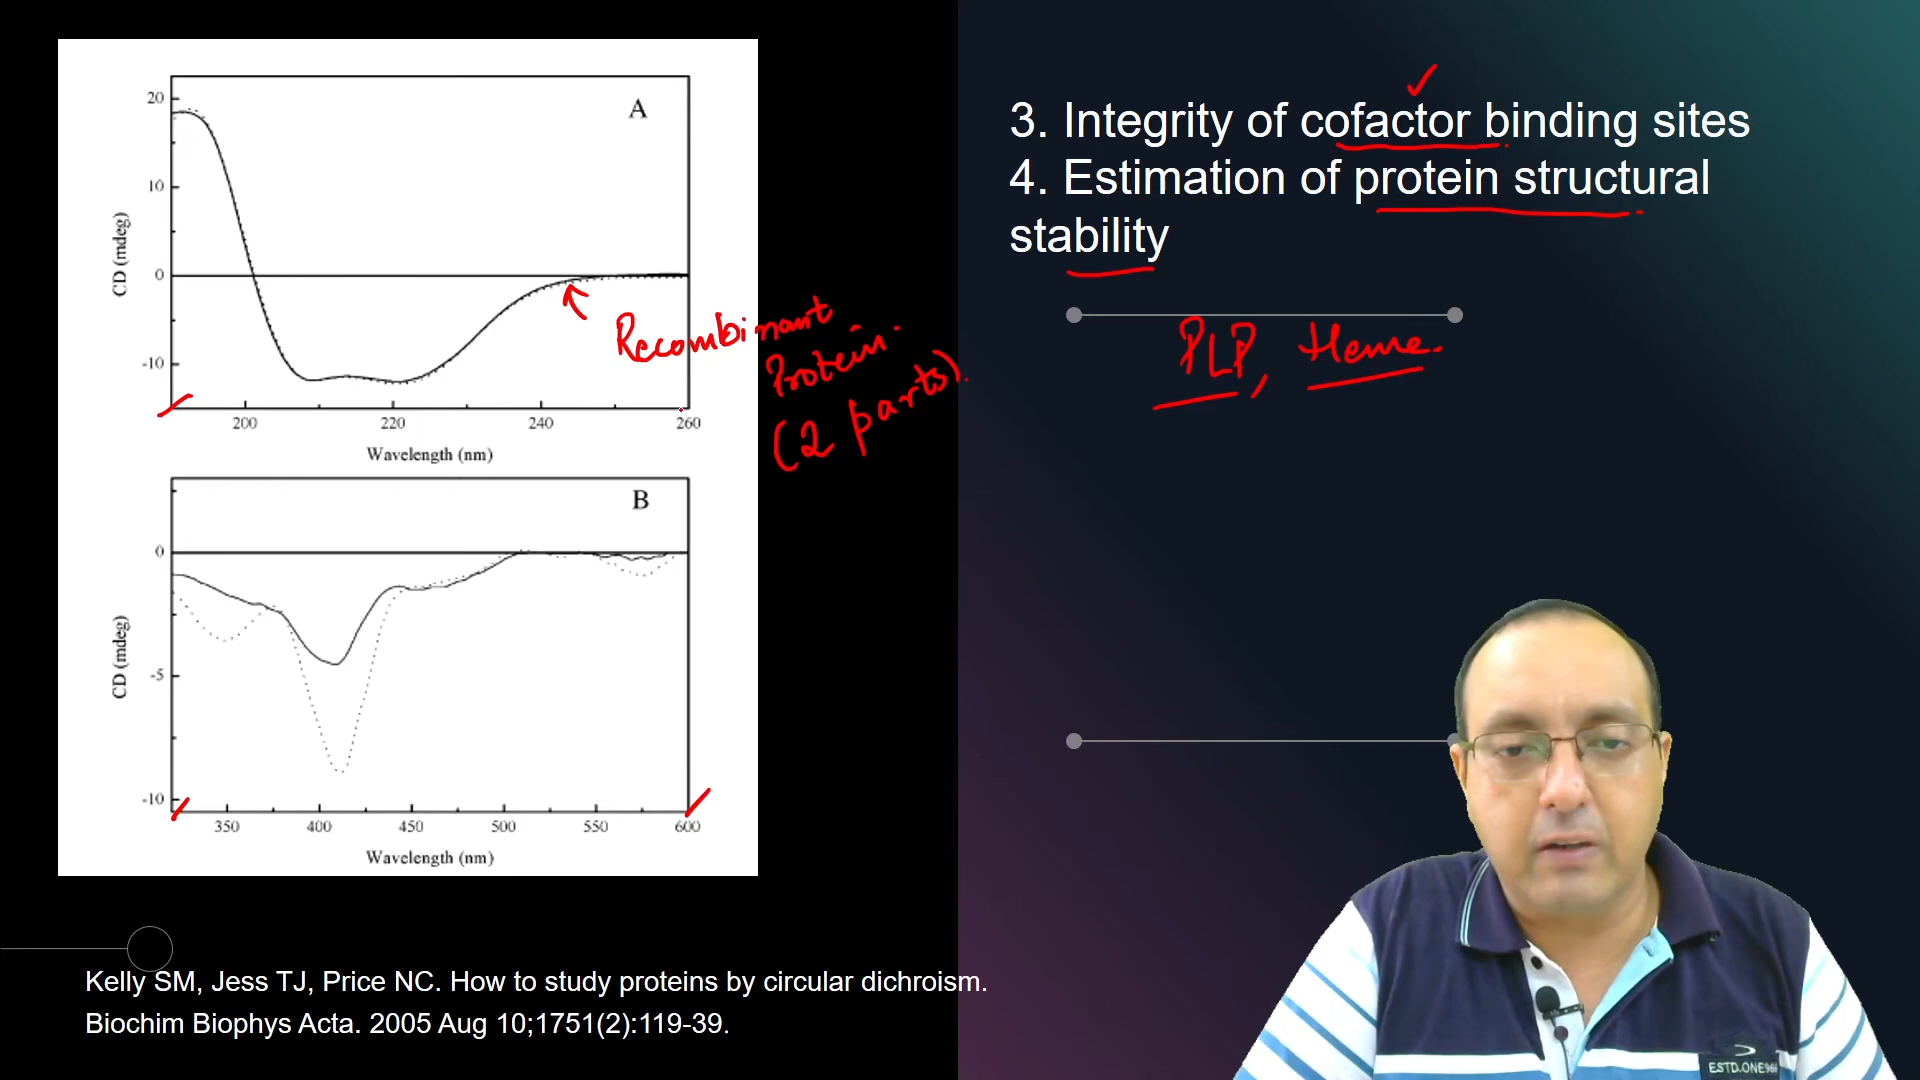 20
A
10
CD (mdeg)
0
-10
200 220 240 260
Wavelength (nm)
Recombinant
Protein.
(2 parts).
B
0
CD (mdeg)
-5
-10
350 400 450 500 550 600
Wavelength (nm)
Kelly SM, Jess TJ, Price NC. How to study proteins by circular dichroism.
Biochim Biophys Acta. 2005 Aug 10;1751(2):119-39.
3. Integrity of cofactor binding sites
4. Estimation of protein structural
stability
PLP, Heme.